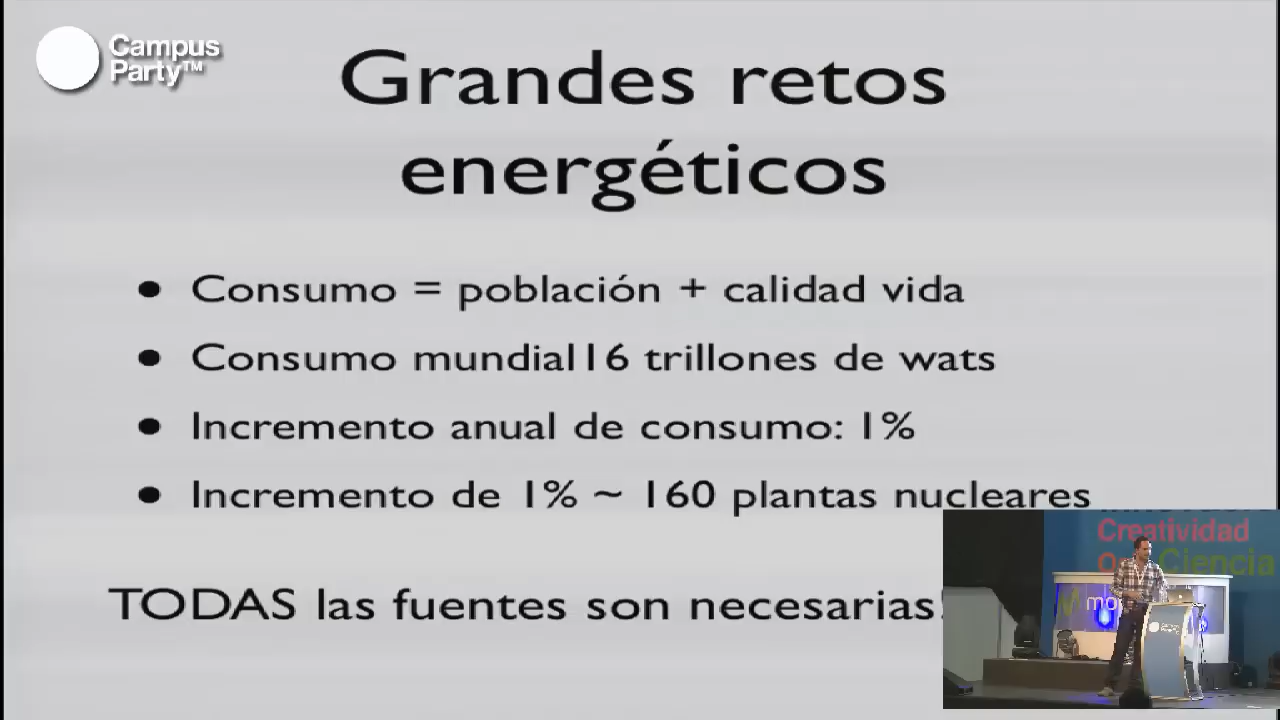 Campus
Party™
Grandes retos
energéticos
• Consumo = población + calidad vida
• Consumo mundial16 trillones de wats
• Incremento anual de consumo: 1%
• Incremento de 1% ~ 160 plantas nucleares
TODAS las fuentes son necesarias!
Creatividad
Ciencia